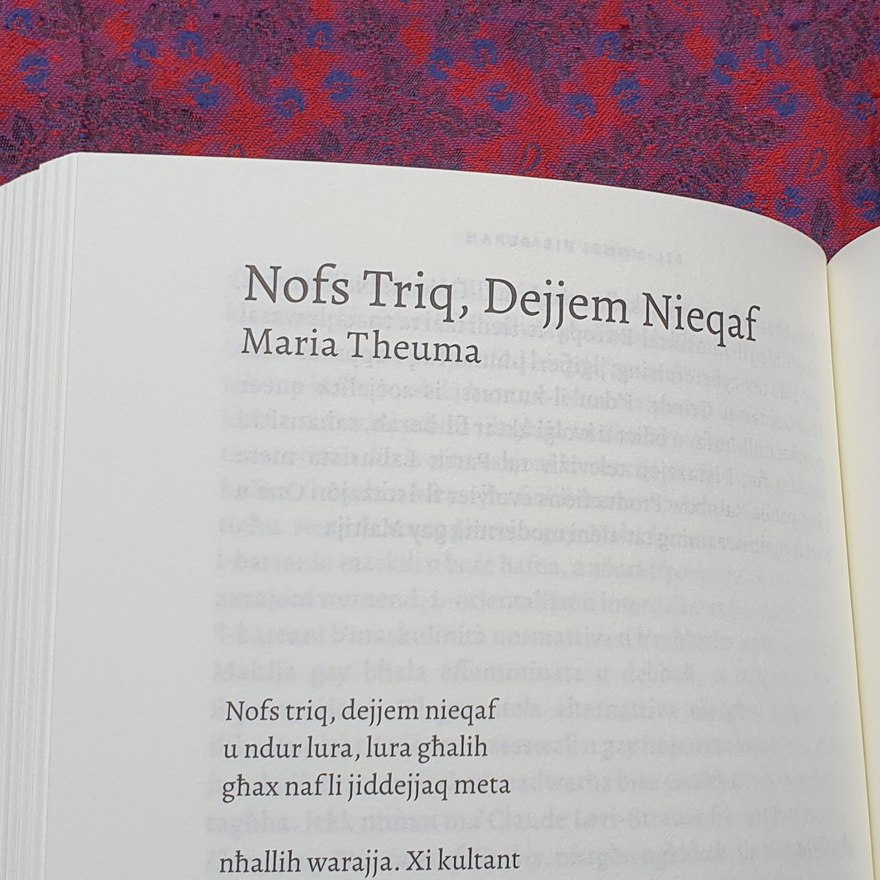 Nofs Triq, Dejjem Nieqaf
Maria Theuma
Nofs triq, dejjem nieqaf
u ndur lura, lura għalih
għax naf li jiddejjaq meta
nħallih warajja. Xi kultant